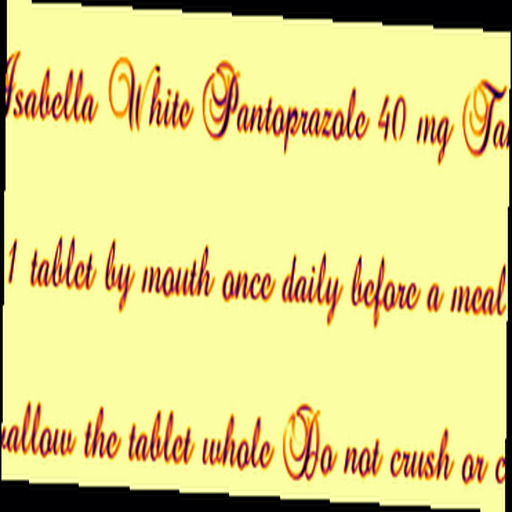 Isabella White Pantoprazole 40 mg
1 tablet by mouth once daily before a meal
the tablet whole Do not crush or